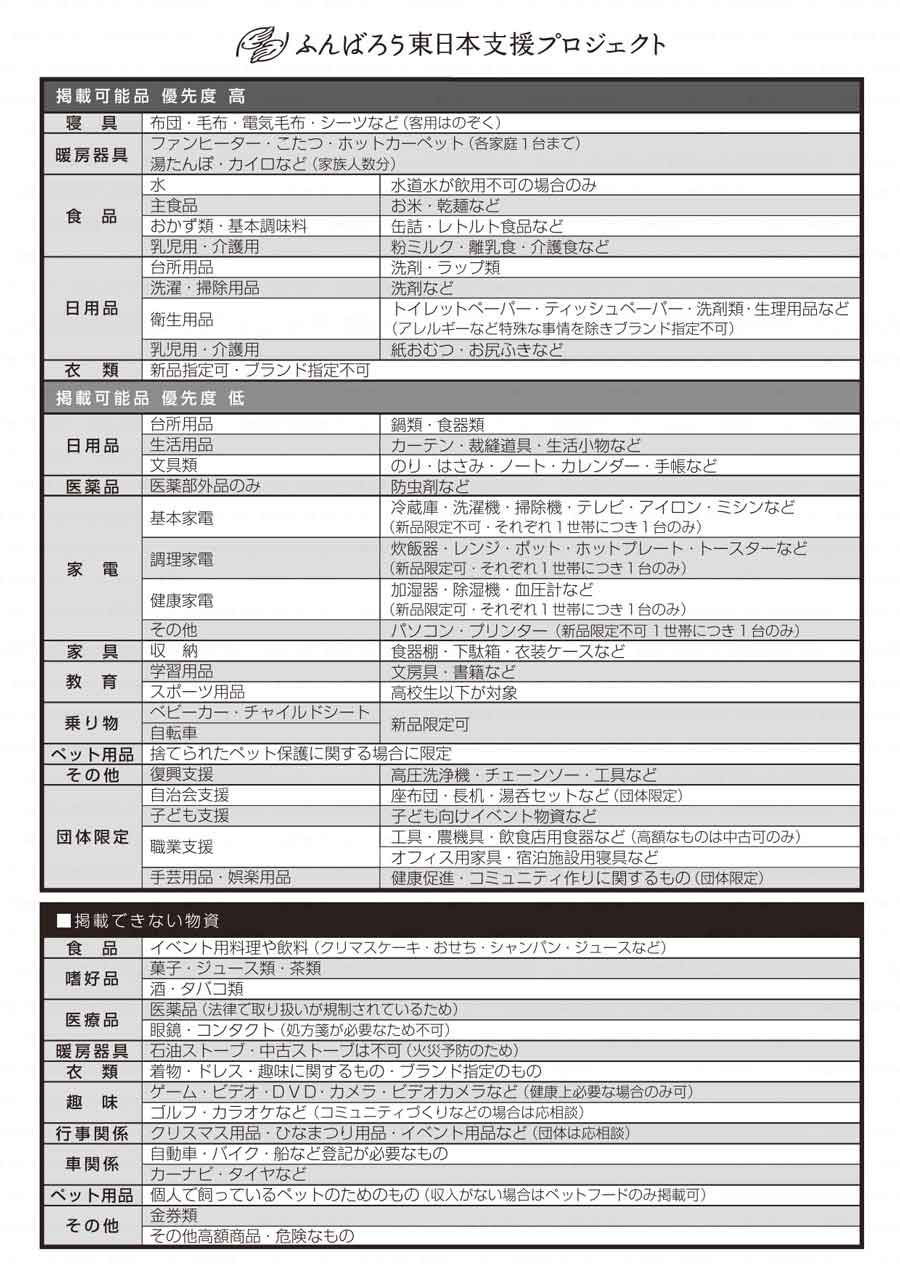 ふんばろう東日本支援プロジェクト
掲載可能品 優先度 高
寝 具 布団・毛布・電気毛布・シーツなど(客用はのぞく)
暖房器具 ファンヒーター・こたつ・ホットカーペット(各家庭1台まで)
湯たんぽ・カイロなど(家族人数分)
食 品 水 水道水が飲用不可の場合のみ
主食品 お米・乾麺など
おかず類・基本調味料 缶詰・レトルト食品など
乳児用・介護用 粉ミルク・離乳食・介護食など
日用品 台所用品 洗剤・ラップ類
洗濯・掃除用品 洗剤など
衛生用品 トイレットペーパー・ティッシュペーパー・洗剤類・生理用品など
(アレルギーなど特殊な事情を除きブランド指定不可)
乳児用・介護用 紙おむつ・お尻ふきなど
衣 類 新品指定可・ブランド指定不可
掲載可能品 優先度 低
日用品 台所用品 鍋類・食器類
生活用品 カーテン・裁縫道具・生活小物など
文具類 のり・はさみ・ノート・カレンダー・手帳など
医薬品 医薬部外品のみ 防虫剤など
家 電 基本家電 冷蔵庫・洗濯機・掃除機・テレビ・アイロン・ミシンなど
(新品限定不可・それぞれ1世帯につき1台のみ)
調理家電 炊飯器・レンジ・ポット・ホットプレート・トースターなど
(新品限定可・それぞれ1世帯につき1台のみ)
健康家電 加湿器・除湿機・血圧計など
(新品限定可・それぞれ1世帯につき1台のみ)
その他 パソコン・プリンター(新品限定不可1世帯につき1台のみ)
家 具 収 納 食器棚・下駄箱・衣装ケースなど
教 育 学習用品 文房具・書籍など
スポーツ用品 高校生以下が対象
乗り物 ベビーカー・チャイルドシート 新品限定可
自転車
ペット用品 捨てられたペット保護に関する場合に限定
その他 復興支援 高圧洗浄機・チェーンソー・工具など
団体限定 自治会支援 座布団・長机・湯呑セットなど(団体限定)
子ども支援 子ども向けイベント物資など
職業支援 工具・農機具・飲食店用食器など(高額なものは中古可のみ)
オフィス用家具・宿泊施設用寝具など
手芸用品・娯楽用品 健康促進・コミュニティ作りに関するもの(団体限定)
■掲載できない物資
食 品 イベント用料理や飲料(クリマスケーキ・おせち・シャンパン・ジュースなど)
嗜好品 菓子・ジュース類・茶類
酒・タバコ類
医療品 医薬品(法律で取り扱いが規制されているため)
眼鏡・コンタクト(処方箋が必要なため不可)
暖房器具 石油ストーブ・中古ストーブは不可(火災予防のため)
衣 類 着物・ドレス・趣味に関するもの・ブランド指定のもの
趣 味 ゲーム・ビデオ・DVD・カメラ・ビデオカメラなど(健康上必要な場合のみ可)
ゴルフ・カラオケなど(コミュニティづくりなどの場合は応相談)
行事関係 クリスマス用品・ひなまつり用品・イベント用品など(団体は応相談)
車関係 自動車・バイク・船など登記が必要なもの
カーナビ・タイヤなど
ペット用品 個人で飼っているペットのためのもの(収入がない場合はペットフードのみ掲載可)
その他 金券類
その他高額商品・危険なもの